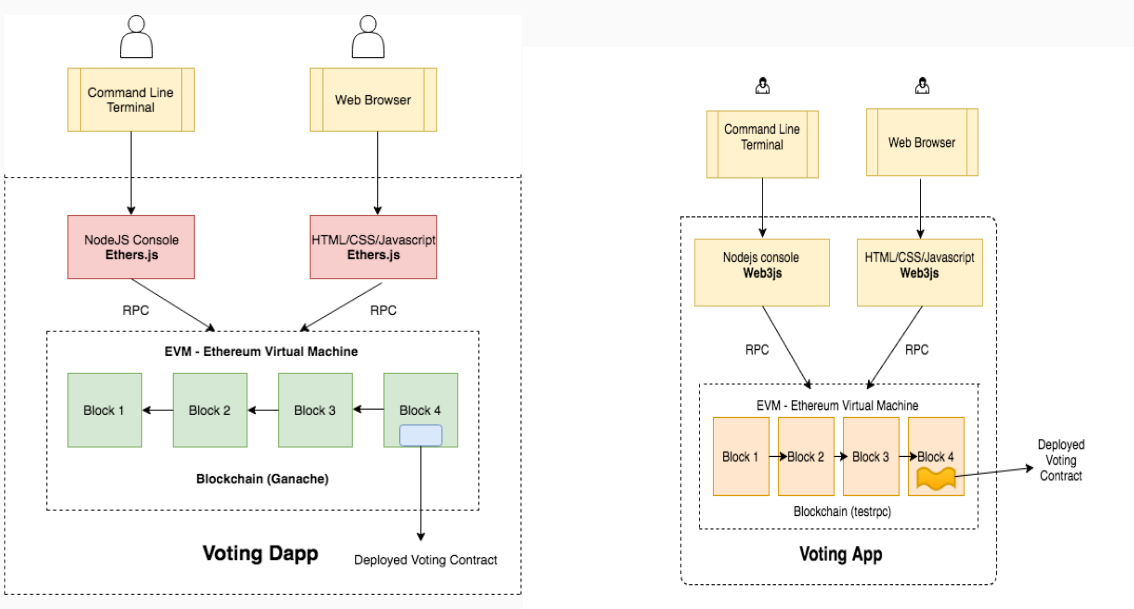 Command Line
Terminal
Web Browser
NodeJS Console
Ethers.js
HTML/CSS/Javascript
Ethers.js
RPC
RPC
EVM - Ethereum Virtual Machine
Block 1
Block 2
Block 3
Block 4
Blockchain (Ganache)
Voting Dapp
Deployed Voting Contract
Command Line
Terminal
Web Browser
Nodejs console
Web3js
HTML/CSS/Javascript
Web3js
RPC
RPC
EVM - Ethereum Virtual Machine
Block 1
Block 2
Block 3
Block 4
Deployed
Voting
Contract
Blockchain (testrpc)
Voting App